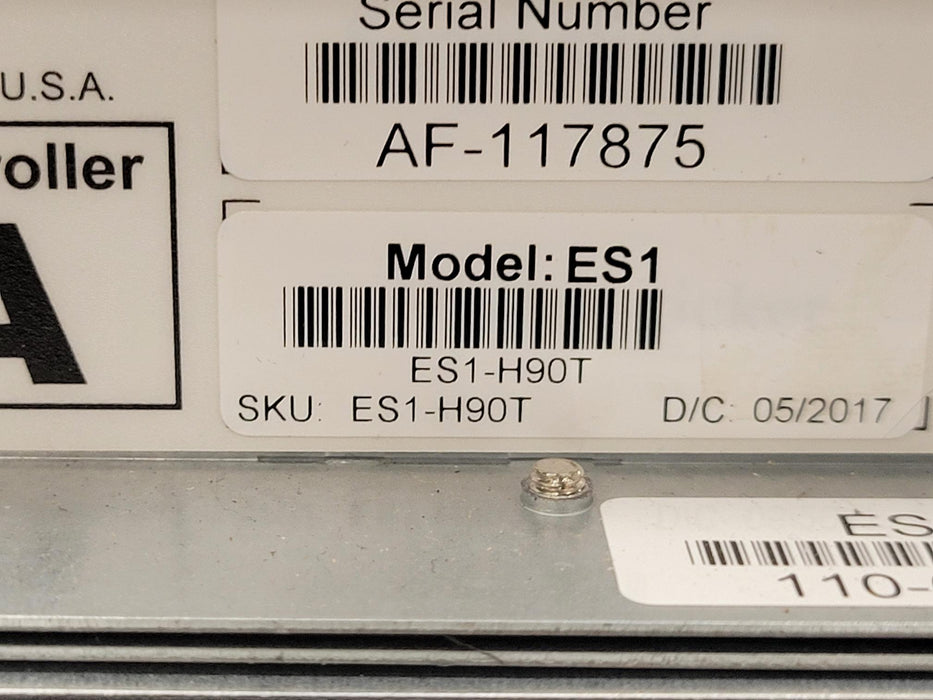 Serial Number
U.S.A.
AF-117875
oller
A
Model: ES1
ES1-H90T
SKU: ES1-H90T D/C: 05/2017
ES
110-